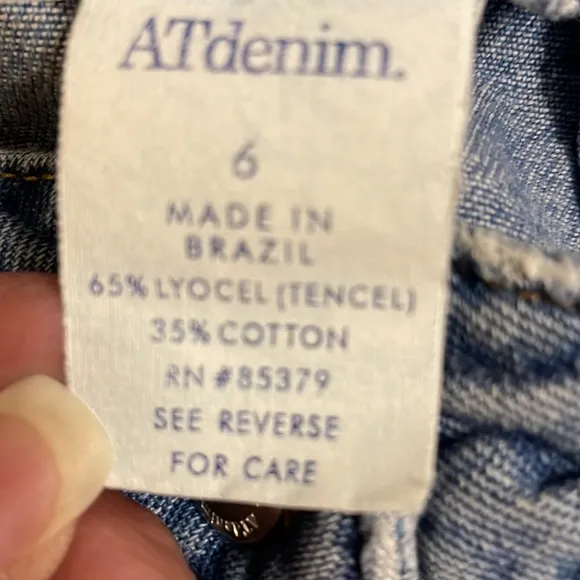 ATdenim.
6
MADE IN
BRAZIL
65% LYOCEL (TENCEL)
35% COTTON
RN #85379
SEE REVERSE
FOR CARE